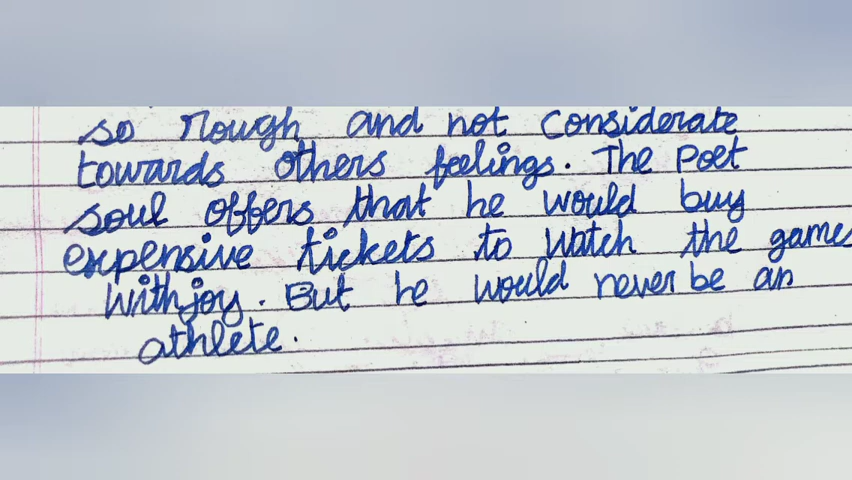 so rough and not considerate
towards others feelings. The poet
soul offers that he would buy
expensive tickets to watch the games
with joy. But he would never be an
athlete.